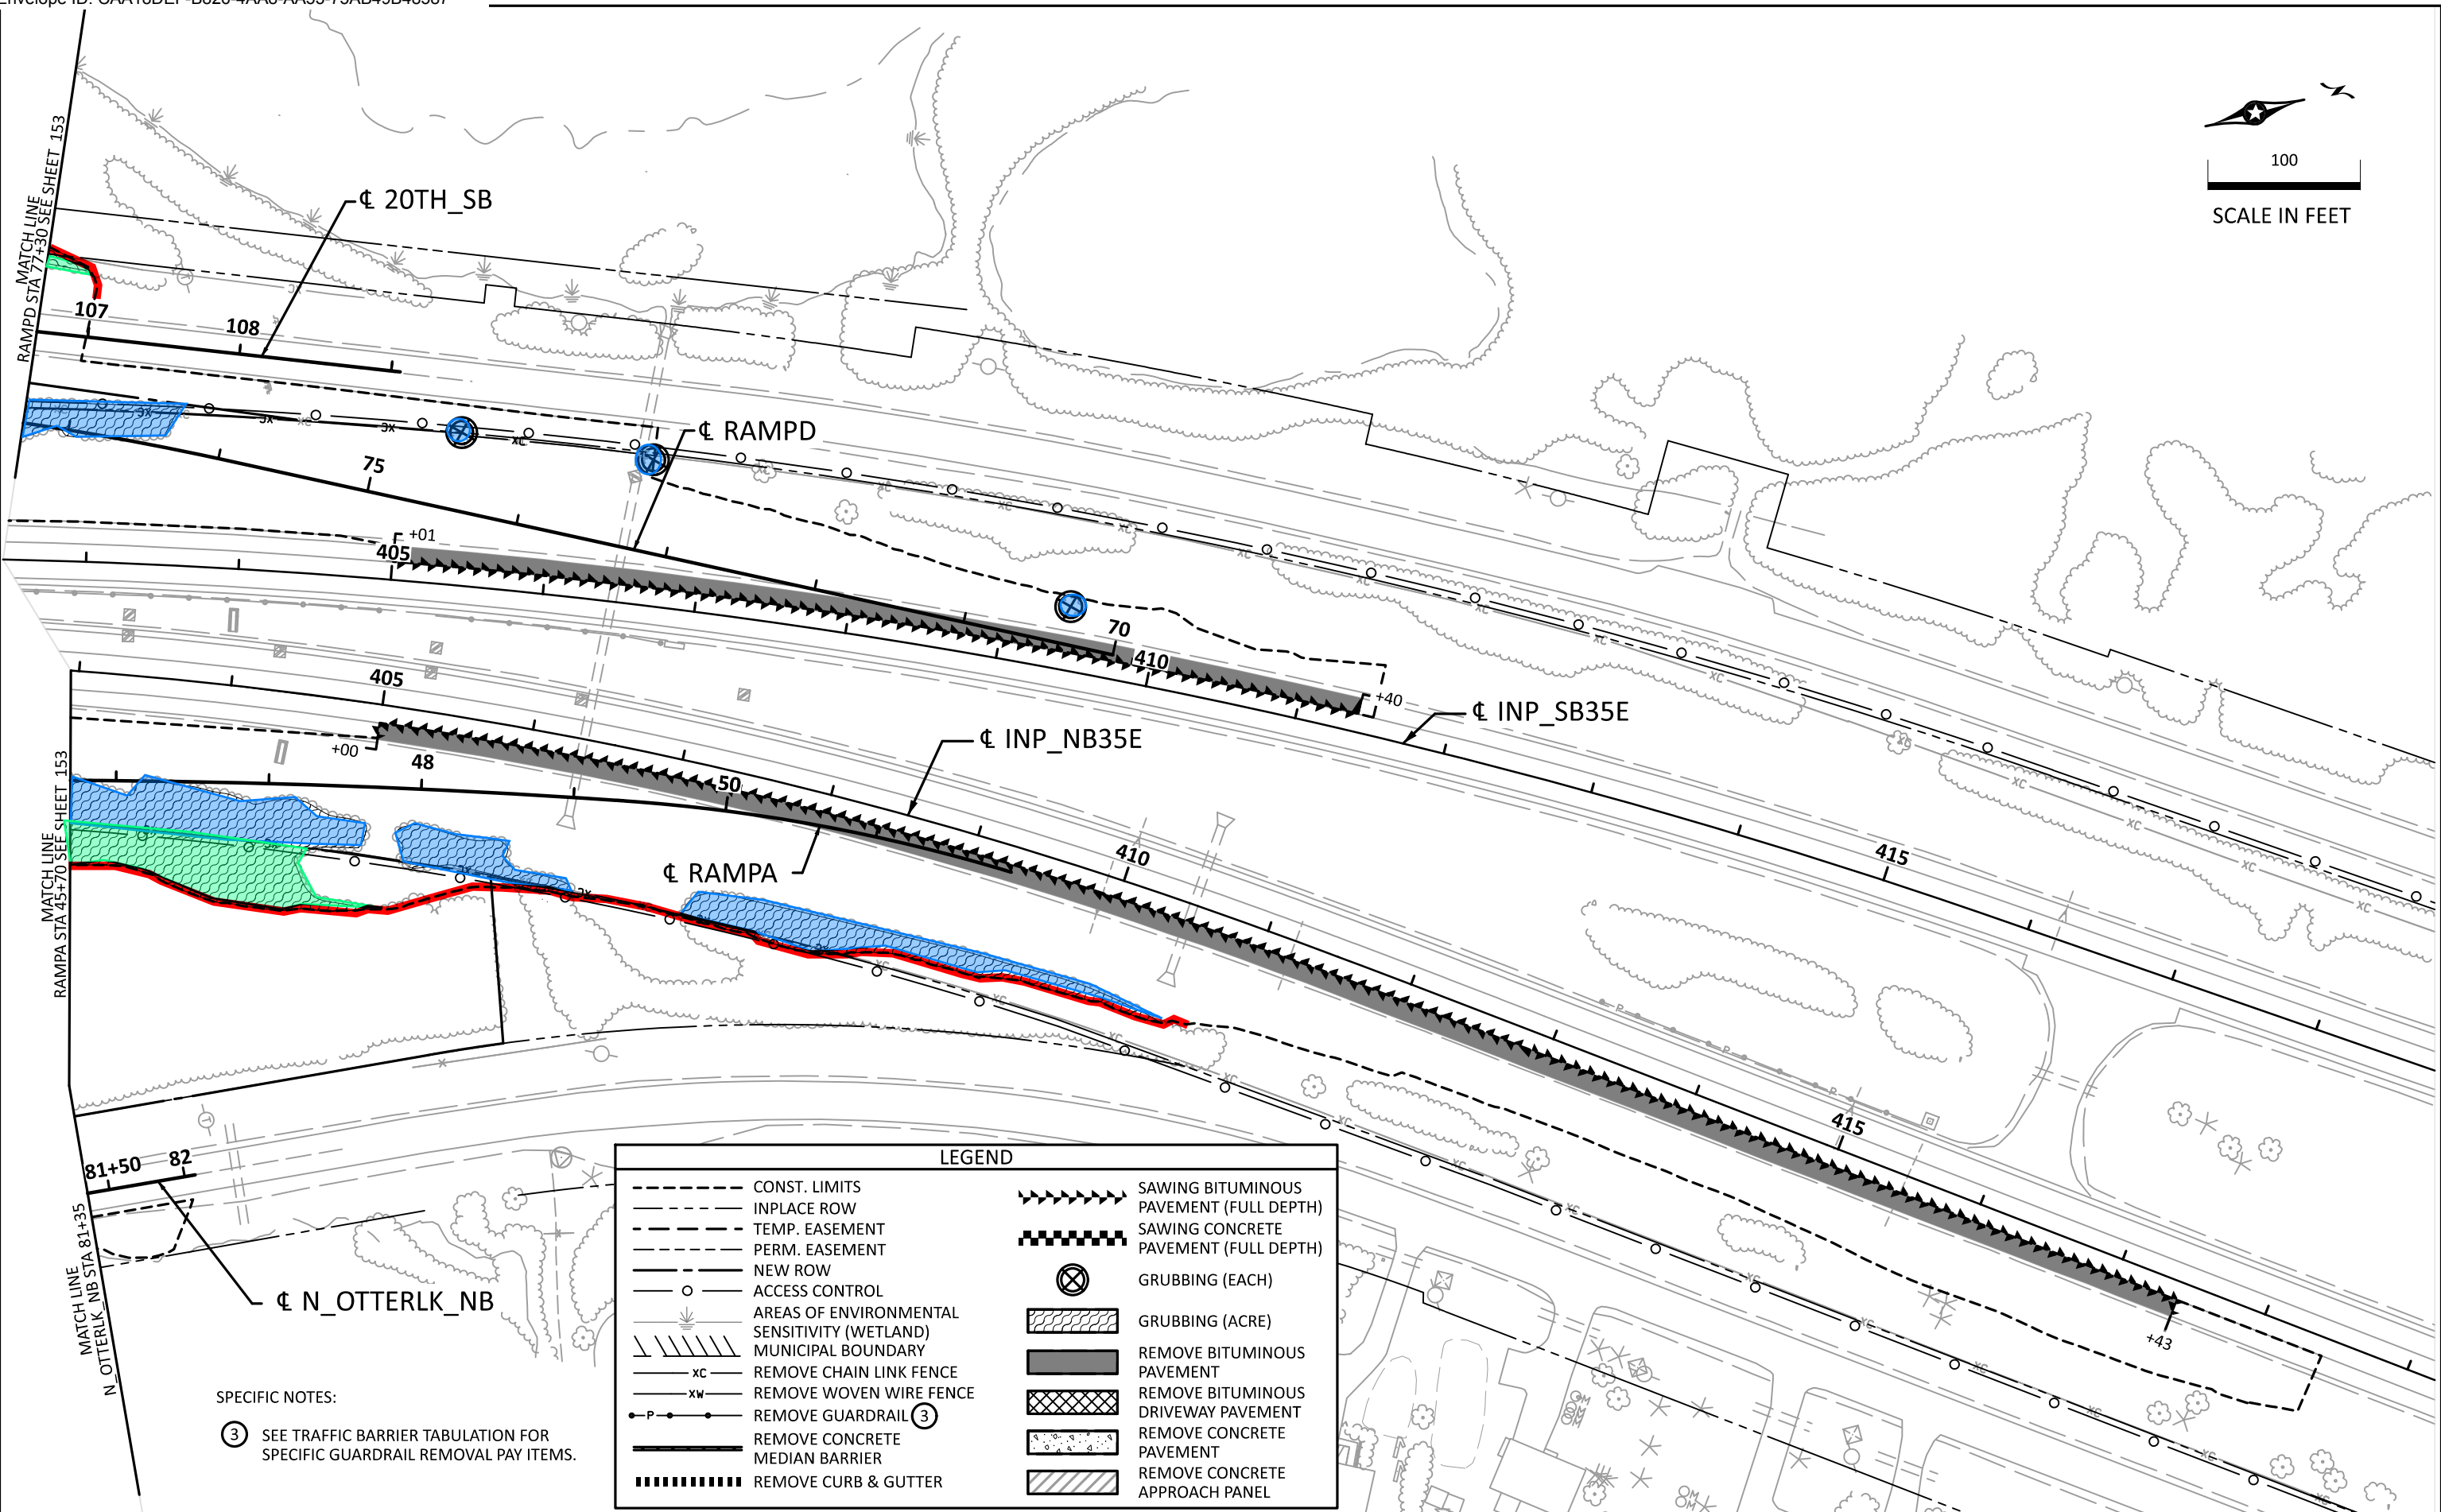 MATCH LINE
RAMPD STA 77+30 SEE SHEET 153
℄ 20TH_SB
100
SCALE IN FEET
107
108
℄ RAMPD
75
+01
405
70
410
+40
℄ INP_SB35E
405
℄ INP_NB35E
+00
48
50
℄ RAMPA
410
415
MATCH LINE
RAMPA STA 45+70 SEE SHEET 153
415
+43
81+50
82
℄ N_OTTERLK_NB
MATCH LINE
N_OTTERLK_NB STA 81+35
SPECIFIC NOTES:
3 SEE TRAFFIC BARRIER TABULATION FOR
SPECIFIC GUARDRAIL REMOVAL PAY ITEMS.
LEGEND
CONST. LIMITS
INPLACE ROW
TEMP. EASEMENT
PERM. EASEMENT
NEW ROW
ACCESS CONTROL
AREAS OF ENVIRONMENTAL
SENSITIVITY (WETLAND)
MUNICIPAL BOUNDARY
XC REMOVE CHAIN LINK FENCE
XW REMOVE WOVEN WIRE FENCE
P REMOVE GUARDRAIL 3
REMOVE CONCRETE
MEDIAN BARRIER
REMOVE CURB & GUTTER
SAWING BITUMINOUS
PAVEMENT (FULL DEPTH)
SAWING CONCRETE
PAVEMENT (FULL DEPTH)
GRUBBING (EACH)
GRUBBING (ACRE)
REMOVE BITUMINOUS
PAVEMENT
REMOVE BITUMINOUS
DRIVEWAY PAVEMENT
REMOVE CONCRETE
PAVEMENT
REMOVE CONCRETE
APPROACH PANEL